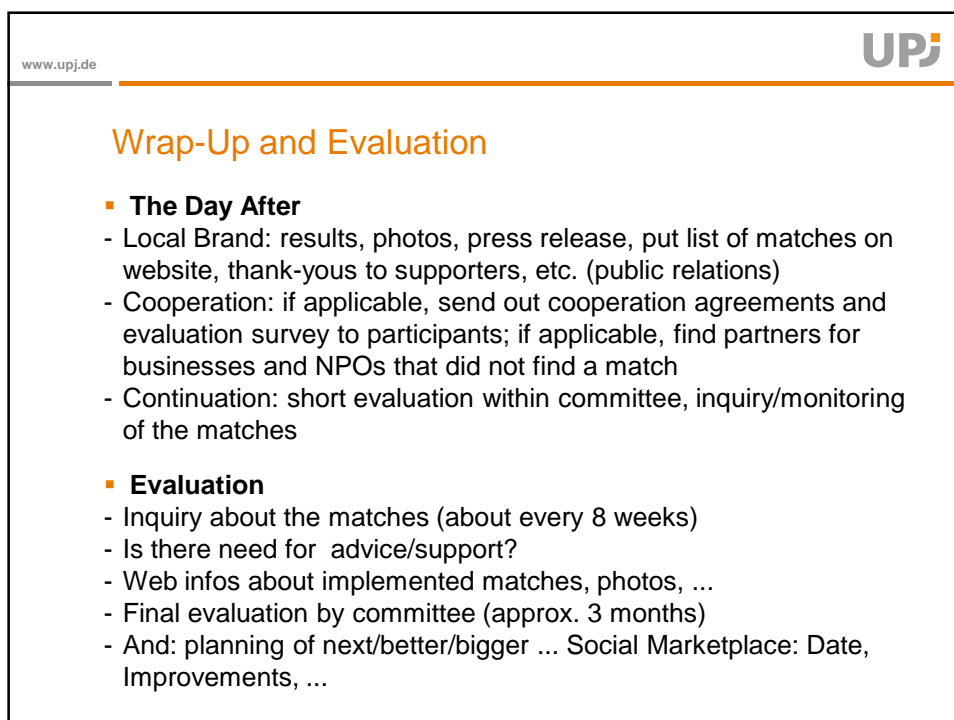 www.upj.de
UPj
Wrap-Up and Evaluation
▪ The Day After
- Local Brand: results, photos, press release, put list of matches on
website, thank-yous to supporters, etc. (public relations)
- Cooperation: if applicable, send out cooperation agreements and
evaluation survey to participants; if applicable, find partners for
businesses and NPOs that did not find a match
- Continuation: short evaluation within committee, inquiry/monitoring
of the matches
▪ Evaluation
- Inquiry about the matches (about every 8 weeks)
- Is there need for advice/support?
- Web infos about implemented matches, photos, ...
- Final evaluation by committee (approx. 3 months)
- And: planning of next/better/bigger ... Social Marketplace: Date,
Improvements, ...